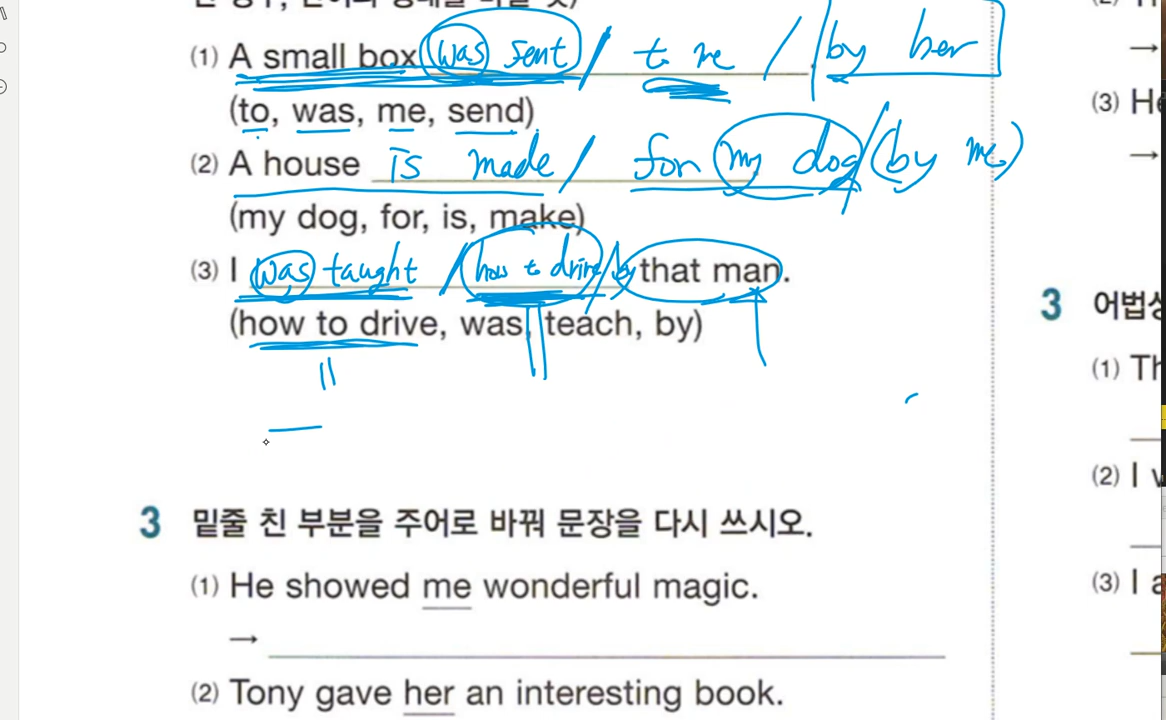 (1) A small box was sent / to me / by her
(to, was, me, send)
(2) A house is made / for my dog / (by me)
(my dog, for, is, make)
(3) I was taught / how to drive / by that man.
(how to drive, was, teach, by)
3 밑줄 친 부분을 주어로 바꿔 문장을 다시 쓰시오.
(1) He showed me wonderful magic.
→
(2) Tony gave her an interesting book.
→
(3) He
→
3 어법상
(1) Th
(2) I w
(3) I a